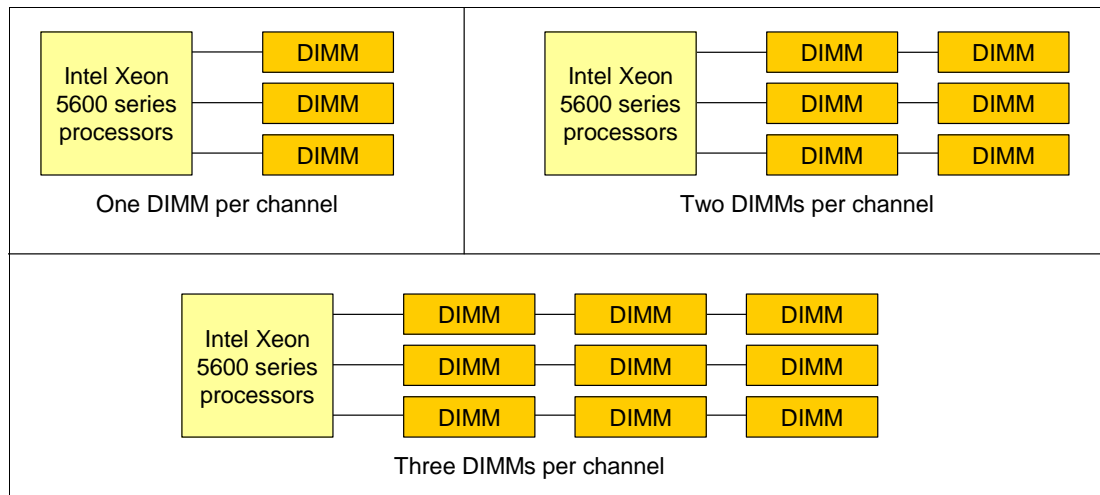 Intel Xeon
5600 series
processors
DIMM
DIMM
DIMM
One DIMM per channel
Intel Xeon
5600 series
processors
DIMM DIMM
DIMM DIMM
DIMM DIMM
Two DIMMs per channel
Intel Xeon
5600 series
processors
DIMM DIMM DIMM
DIMM DIMM DIMM
DIMM DIMM DIMM
Three DIMMs per channel